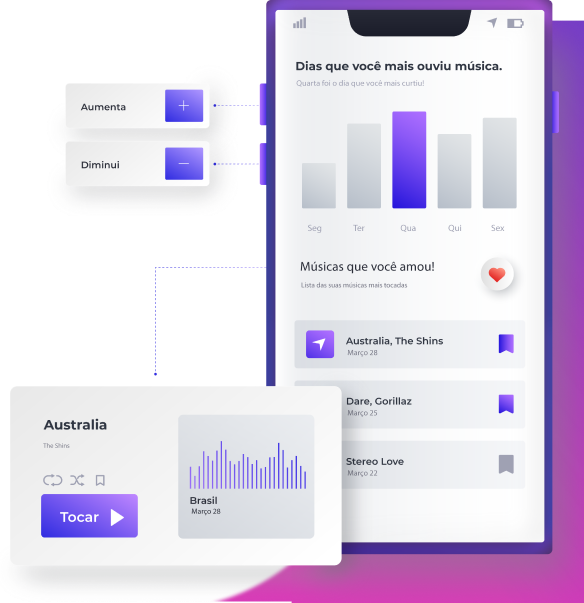 Dias que você mais ouviu música.
Quarta foi o dia que você mais curtiu!
Aumenta
Diminui
Seg Ter Qua Qui Sex
Músicas que você amou!
Lista das suas músicas mais tocadas
Australia, The Shins
Março 28
Dare, Gorillaz
Março 25
Stereo Love
Março 22
Australia
The Shins
Tocar
Brasil
Março 28